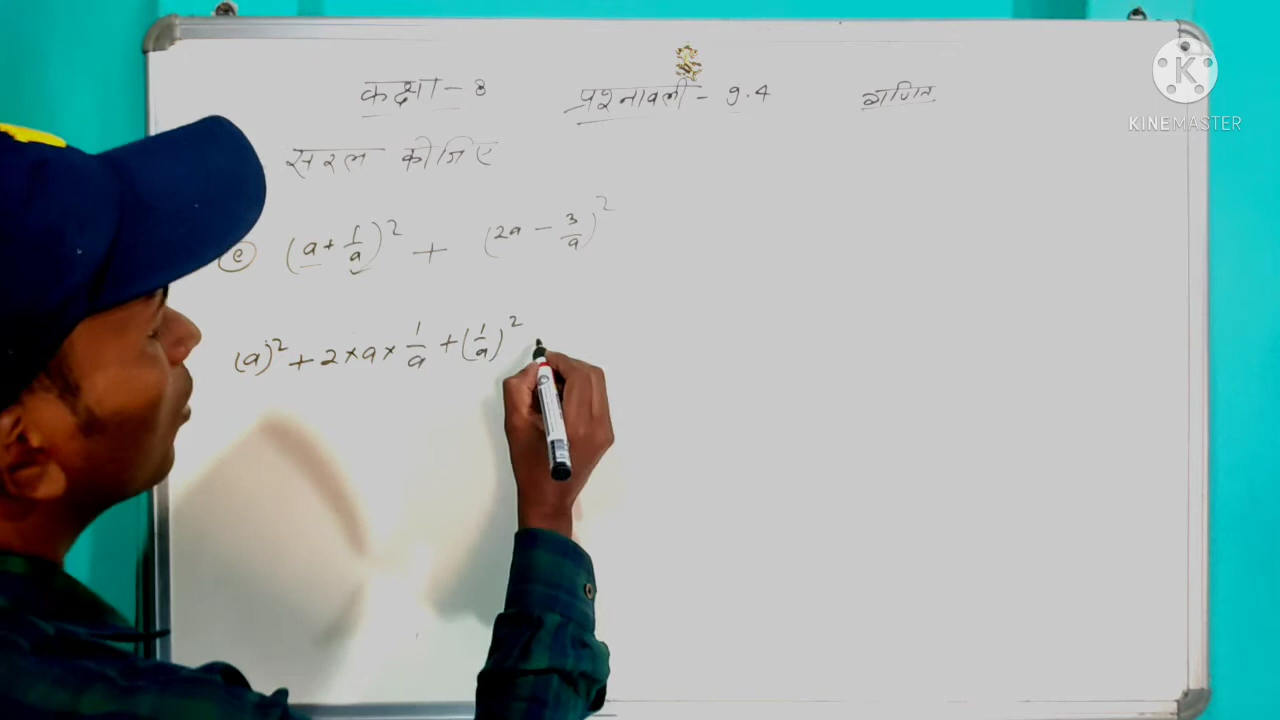 कक्षा - 8 प्रश्नावली - 9.4 गणित
सरल कीजिए
(e) (a + 1/a)² + (2a - 3/a)²
(a)² + 2×a×1/a + (1/a)²
K
KINEMASTER